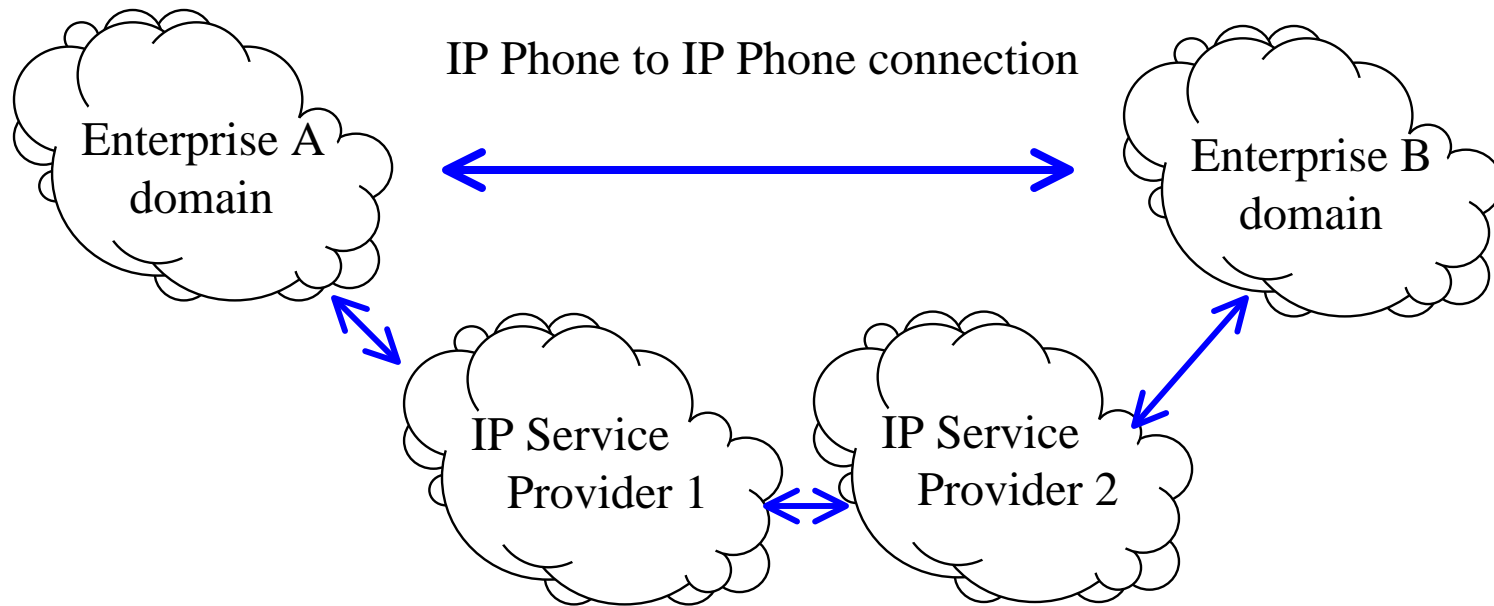 IP Phone to IP Phone connection
Enterprise A
domain
Enterprise B
domain
IP Service
Provider 1
IP Service
Provider 2